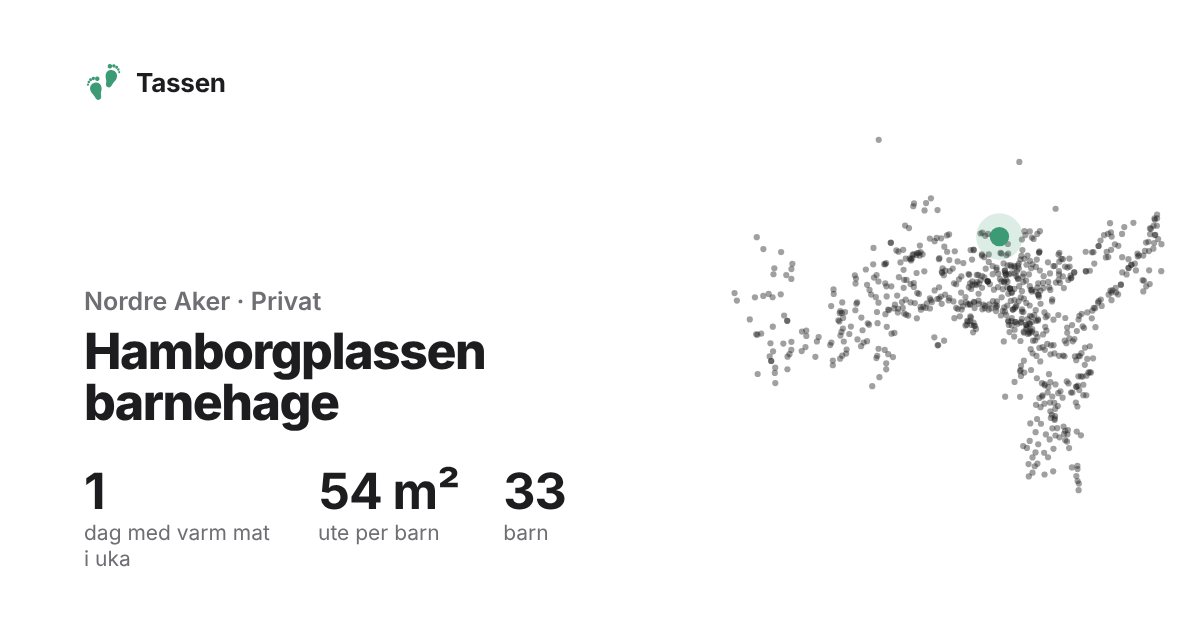 Tassen
Nordre Aker · Privat
Hamborgplassen
barnehage
1
dag med varm mat
i uka
54 m²
ute per barn
33
barn